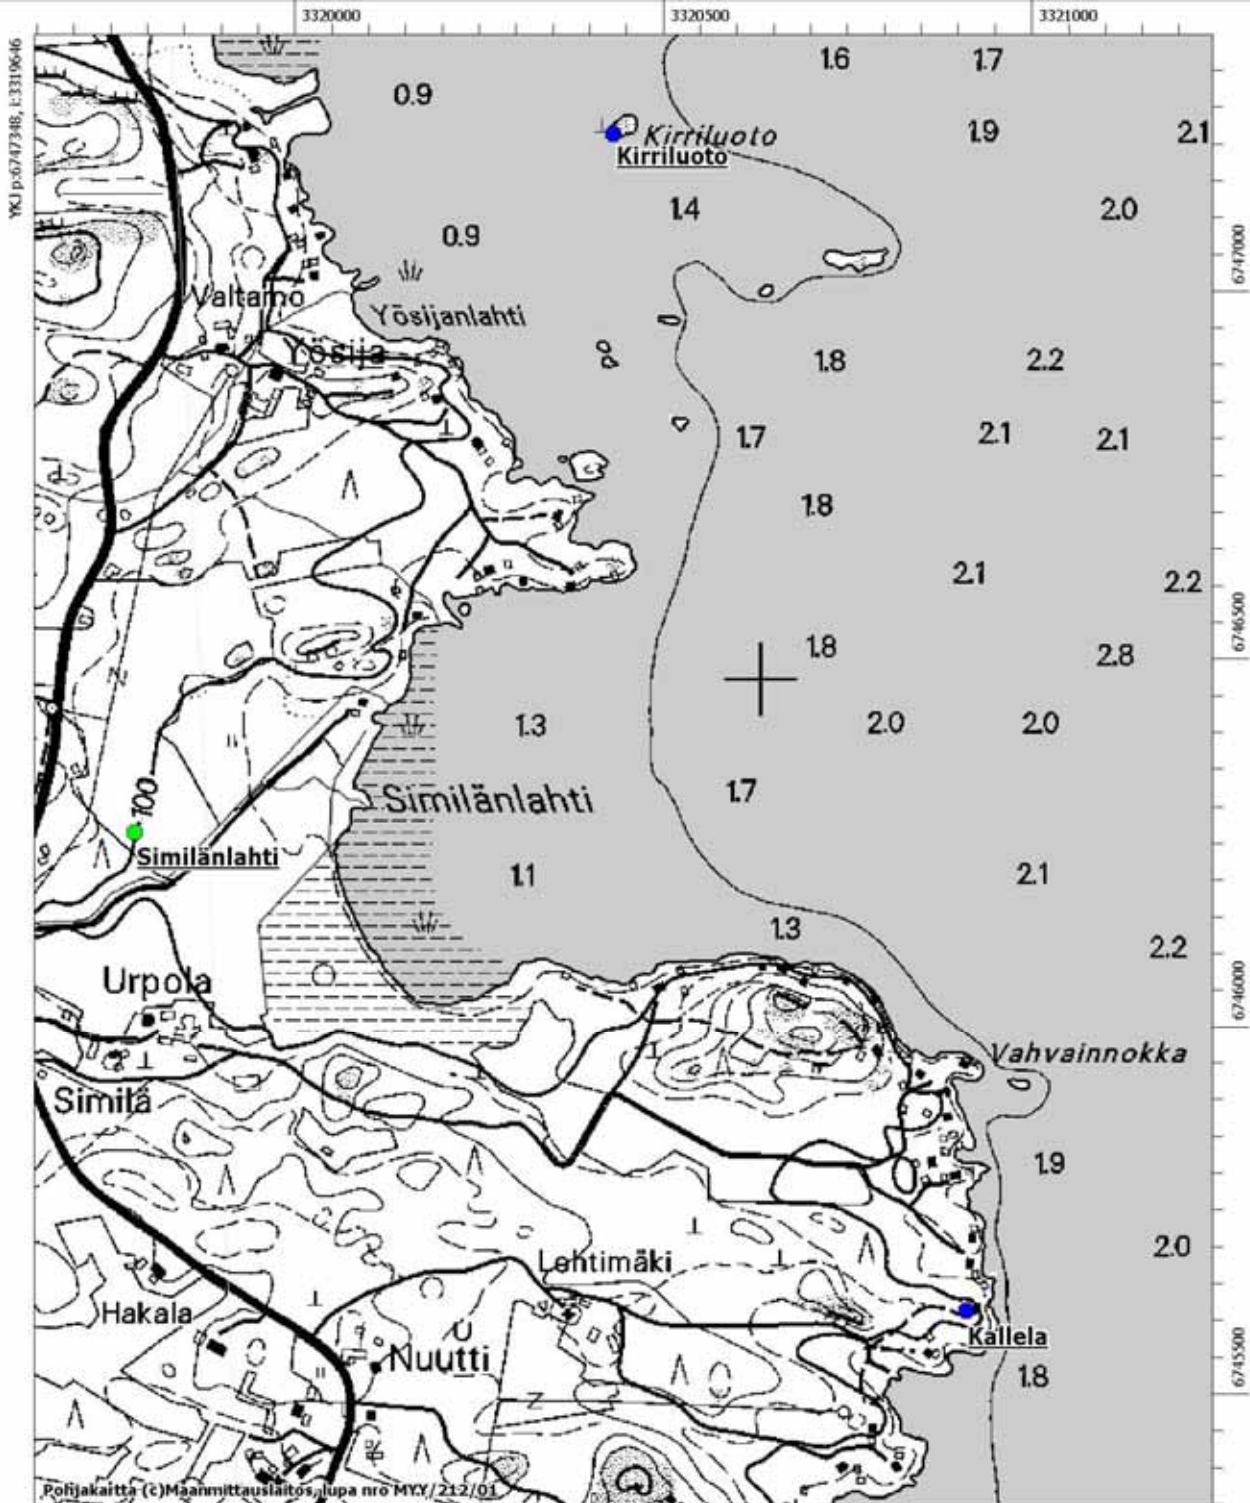 3320000
3320500
3321000
YKJ p:6747348, i:3319646
1.6
1.7
0.9
Kirriluoto
Kirriluoto
1.9
2.1
1.4
2.0
0.9
6747000
Valtamo
Yösijanlahti
Yösija
1.8
2.2
1.7
2.1
2.1
1.8
2.1
2.2
6746500
1.8
2.8
1.3
2.0
2.0
100
Similänlahti
1.7
Similänlahti
1.1
2.1
1.3
2.2
Urpola
6746000
Vahvainnokka
Similä
1.9
2.0
Lehtimäki
Hakala
Kallela
U
Nuutti
1.8
6745500
Pohjakartta (c)Maanmittauslaitos, lupa nro MYY/212/01